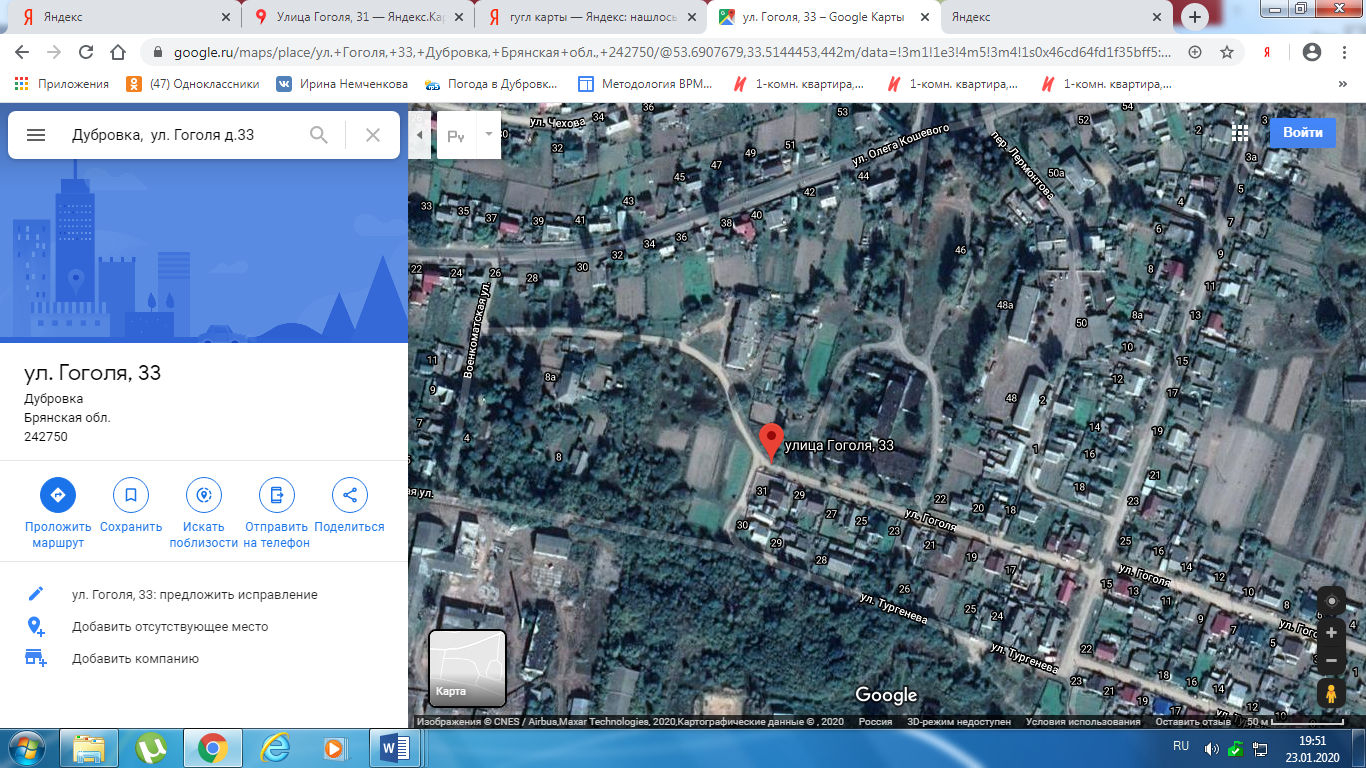 Яндекс
Улица Гоголя, 31 — Яндекс.Кар
гугл карты — Яндекс: нашлось
ул. Гоголя, 33 – Google Карты
Яндекс
google.ru/maps/place/ул.+Гоголя,+33,+Дубровка,+Брянская+обл.,+242750/@53.6907679,33.5144453,442m/data=!3m1!1e3!4m5!3m4!1s0x46cd64fd1f35bff5:...
Приложения
(47) Одноклассники
Ирина Немченкова
Погода в Дубровк...
Методология ВРМ...
1-комн. квартира,...
1-комн. квартира,...
1-комн. квартира,...
Дубровка, ул. Гоголя д.33
ул. Гоголя, 33
Дубровка
Брянская обл.
242750
Проложить маршрут
Сохранить
Искать поблизости
Отправить на телефон
Поделиться
ул. Гоголя, 33: предложить исправление
Добавить отсутствующее место
Добавить компанию
Войти
ул. Чехова
ул. Олега Кошевого
пер. Лермонтова
Военкоматская ул.
улица Гоголя, 33
ул. Гоголя
ул. Гоголя
ул. Тургенева
ул. Тургенева
Карта
Google
Изображения © CNES / Airbus,Maxar Technologies, 2020,Картографические данные © , 2020
Россия
3D-режим недоступен
Условия использования
Оставить отзыв
50 м
RU
19:51
23.01.2020